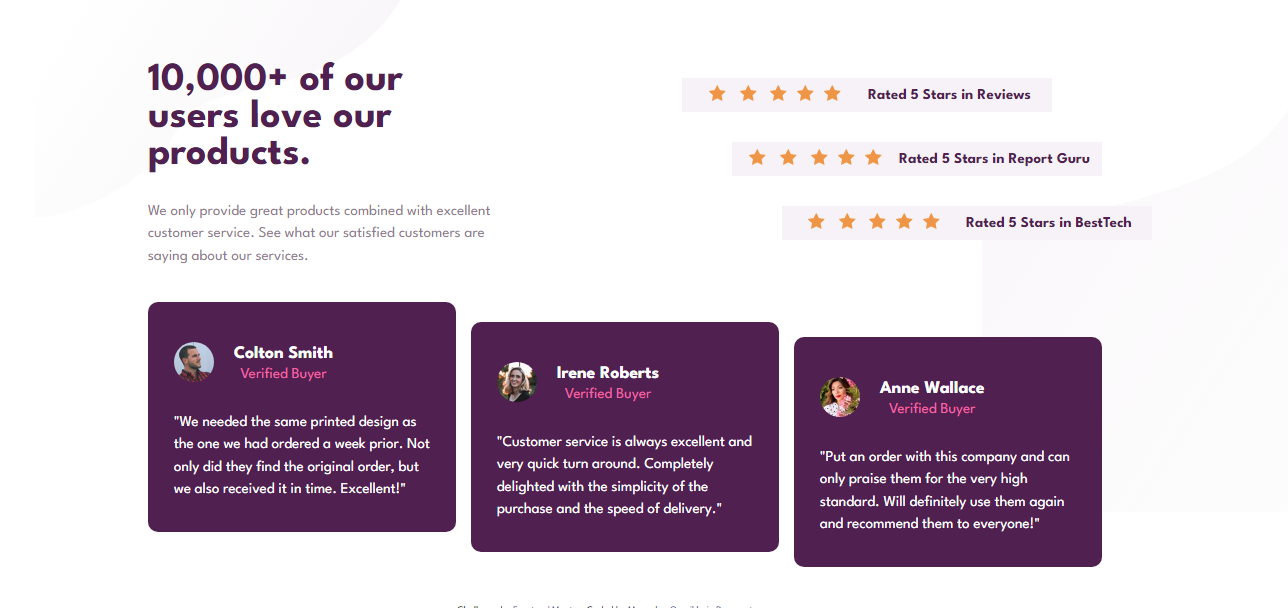 10,000+ of our
users love our
products.
We only provide great products combined with excellent
customer service. See what our satisfied customers are
saying about our services.
Rated 5 Stars in Reviews
Rated 5 Stars in Report Guru
Rated 5 Stars in BestTech
Colton Smith
Verified Buyer
"We needed the same printed design as
the one we had ordered a week prior. Not
only did they find the original order, but
we also received it in time. Excellent!"
Irene Roberts
Verified Buyer
"Customer service is always excellent and
very quick turn around. Completely
delighted with the simplicity of the
purchase and the speed of delivery."
Anne Wallace
Verified Buyer
"Put an order with this company and can
only praise them for the very high
standard. Will definitely use them again
and recommend them to everyone!"